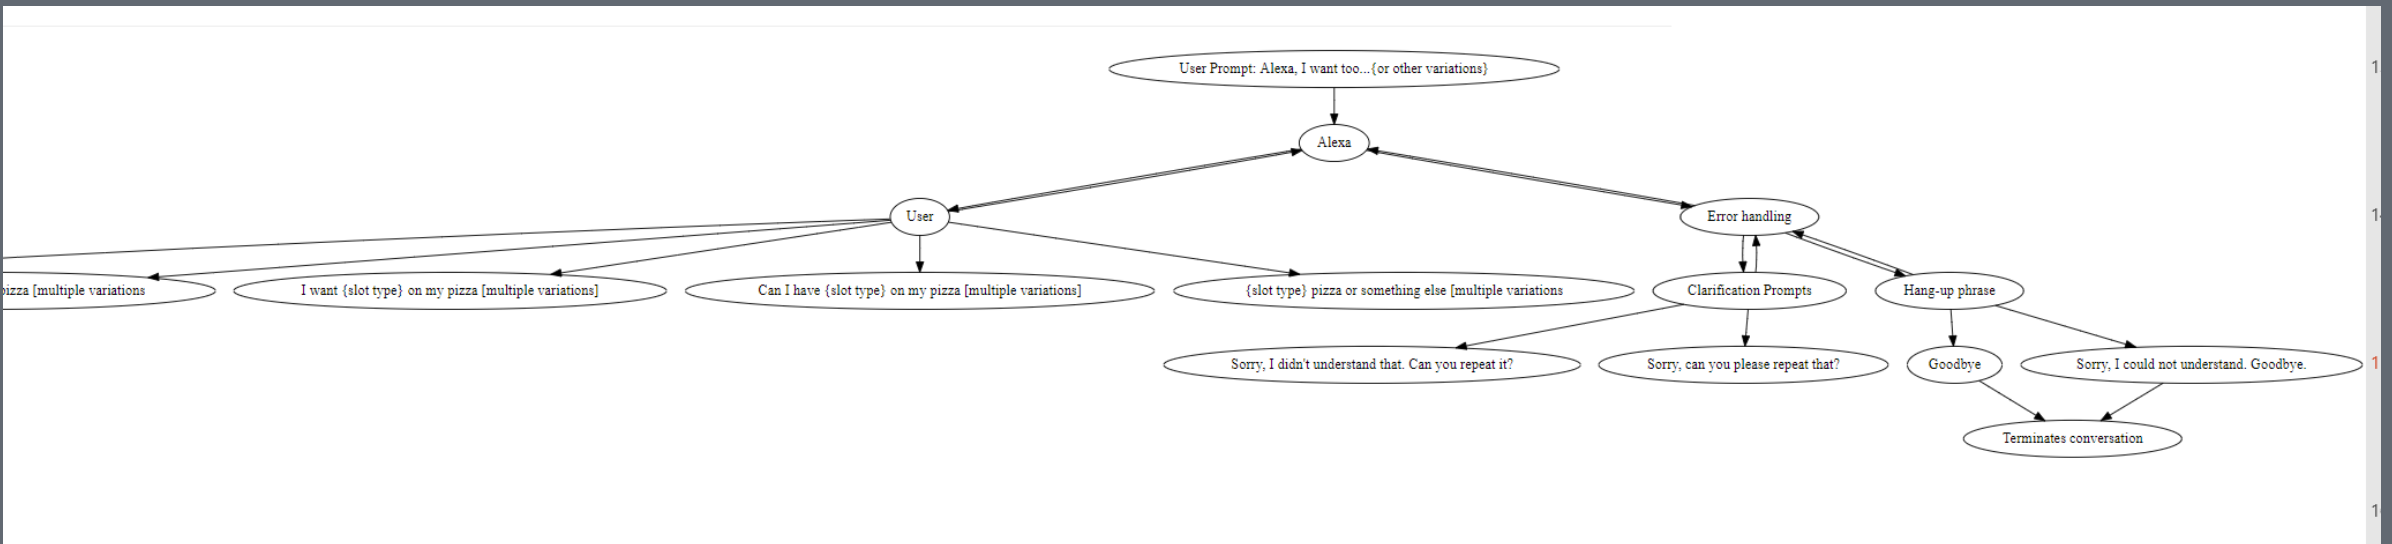 User Prompt: Alexa, I want too...{or other variations}
Alexa
User
Error handling
pizza [multiple variations
I want {slot type} on my pizza [multiple variations]
Can I have {slot type} on my pizza [multiple variations]
{slot type} pizza or something else [multiple variations
Clarification Prompts
Hang-up phrase
Sorry, I didn't understand that. Can you repeat it?
Sorry, can you please repeat that?
Goodbye
Sorry, I could not understand. Goodbye.
Terminates conversation